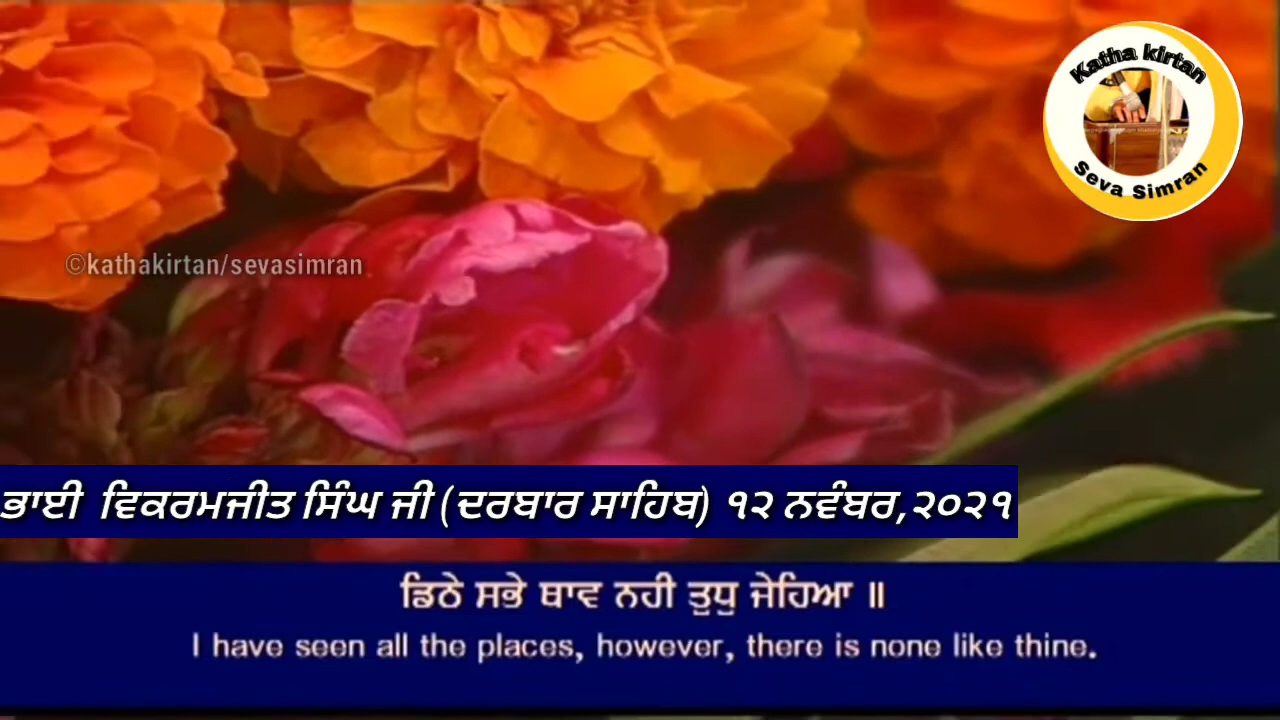 Katha kirtan
Seva Simran
©kathakirtan/sevasimran
ਭਾਈ ਵਿਕਰਮਜੀਤ ਸਿੰਘ ਜੀ (ਦਰਬਾਰ ਸਾਹਿਬ) ੧੨ ਨਵੰਬਰ,੨੦੨੧
ਡਿਠੇ ਸਭੇ ਥਾਵ ਨਹੀ ਤੁਧੁ ਜੇਹਿਆ ॥
I have seen all the places, however, there is none like thine.